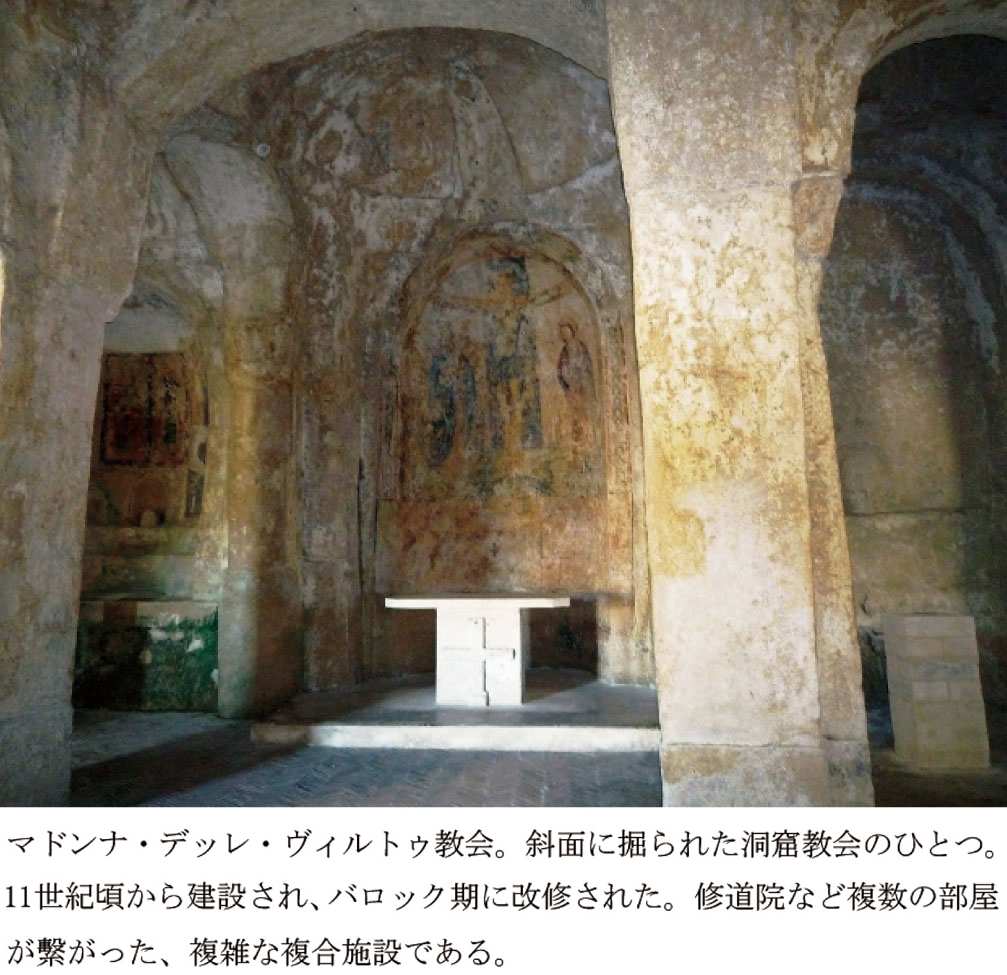 マドンナ・デッレ・ヴィルトゥ教会。斜面に掘られた洞窟教会のひとつ。
11世紀頃から建設され、バロック期に改修された。修道院など複数の部屋
が繋がった、複雑な複合施設である。